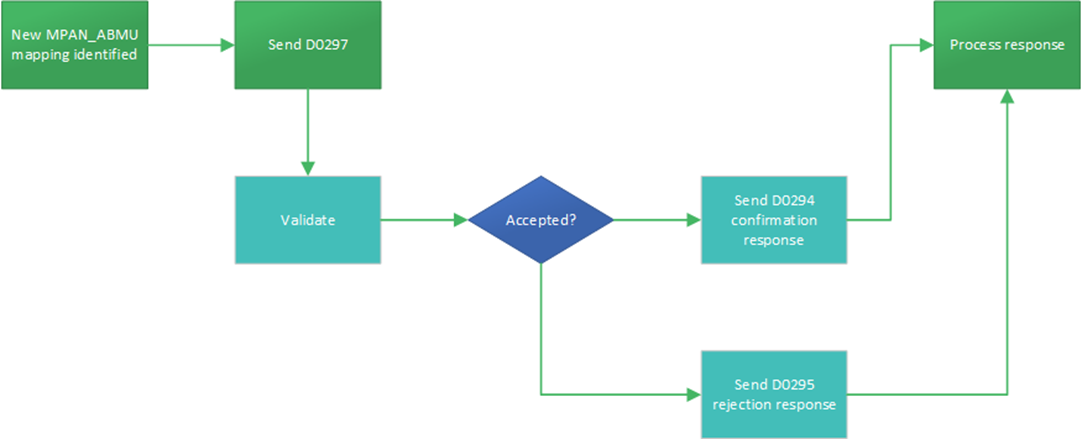 New MPAN_ABMU
mapping identified
Send D0297
Process response
Validate
Accepted?
Send D0294
confirmation
response
Send D0295
rejection response